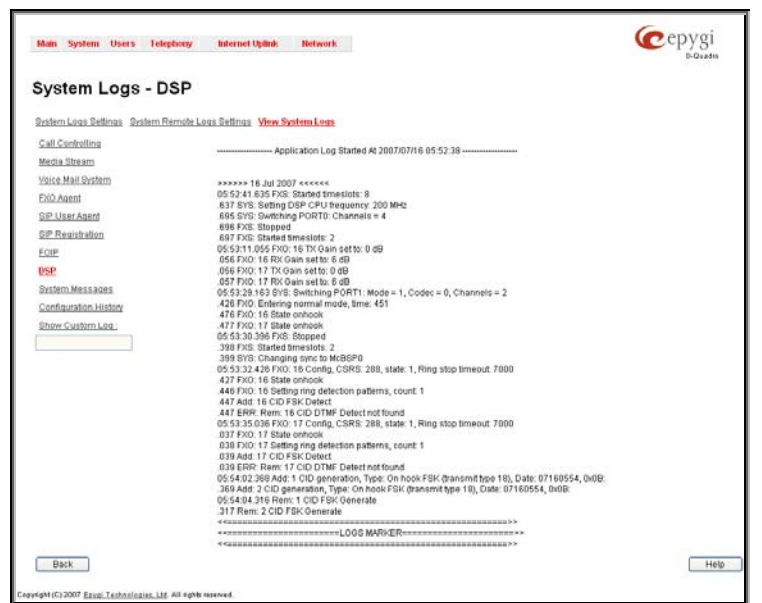 Main System Users Telephony Internet Uplink Network
epygi
D-Quadro
System Logs - DSP
System Logs Settings System Remote Logs Settings View System Logs
Call Controlling
Media Stream
Voice Mail System
FXO Agent
SIP User Agent
SIP Registration
FOIP
DSP
System Messages
Configuration History
Show Custom Log :
------------------- Application Log Started At 2007/07/16 05:52:38 -------------------
>>>>>> 16 Jul 2007 <<<<<<
05:52:41.635 FXS: Started timeslots: 8
.637 SYS: Setting DSP CPU frequency: 200 MHz
.695 SYS: Switching PORT0: Channels = 4
.696 FXS: Stopped
.697 FXS: Started timeslots: 2
05:53:11.055 FXO: 16 TX Gain set to: 0 dB
.056 FXO: 16 RX Gain set to: 6 dB
.056 FXO: 17 TX Gain set to: 0 dB
.057 FXO: 17 RX Gain set to: 6 dB
05:53:29.163 SYS: Switching PORT1: Mode = 1, Codec = 0, Channels = 2
.426 FXO: Entering normal mode, time: 451
.476 FXO: 16 State onhook
.477 FXO: 17 State onhook
05:53:30.396 FXS: Stopped
.398 FXS: Started timeslots: 2
.399 SYS: Changing sync to McBSP0
05:53:32.426 FXO: 16 Config, CSRS: 288, state: 1, Ring stop timeout: 7000
.427 FXO: 16 State onhook
.446 FXO: 16 Setting ring detection patterns, count: 1
.447 Add: 16 CID FSK Detect
.447 ERR: Rem: 16 CID DTMF Detect not found
05:53:35.036 FXO: 17 Config, CSRS: 288, state: 1, Ring stop timeout: 7000
.037 FXO: 17 State onhook
.038 FXO: 17 Setting ring detection patterns, count: 1
.039 Add: 17 CID FSK Detect
.039 ERR: Rem: 17 CID DTMF Detect not found
05:54:02.368 Add: 1 CID generation, Type: On hook FSK (transmit type 18), Date: 07160554, 0x0B:
.369 Add: 2 CID generation, Type: On hook FSK (transmit type 18), Date: 07160554, 0x0B:
05:54:04.316 Rem: 1 CID FSK Generate
.317 Rem: 2 CID FSK Generate
<<==================================================>>
<<=====================LOGS MARKER=====================>>
<<==================================================>>
Back Help
Copyright (C) 2007 Epygi Technologies, Ltd. All rights reserved.